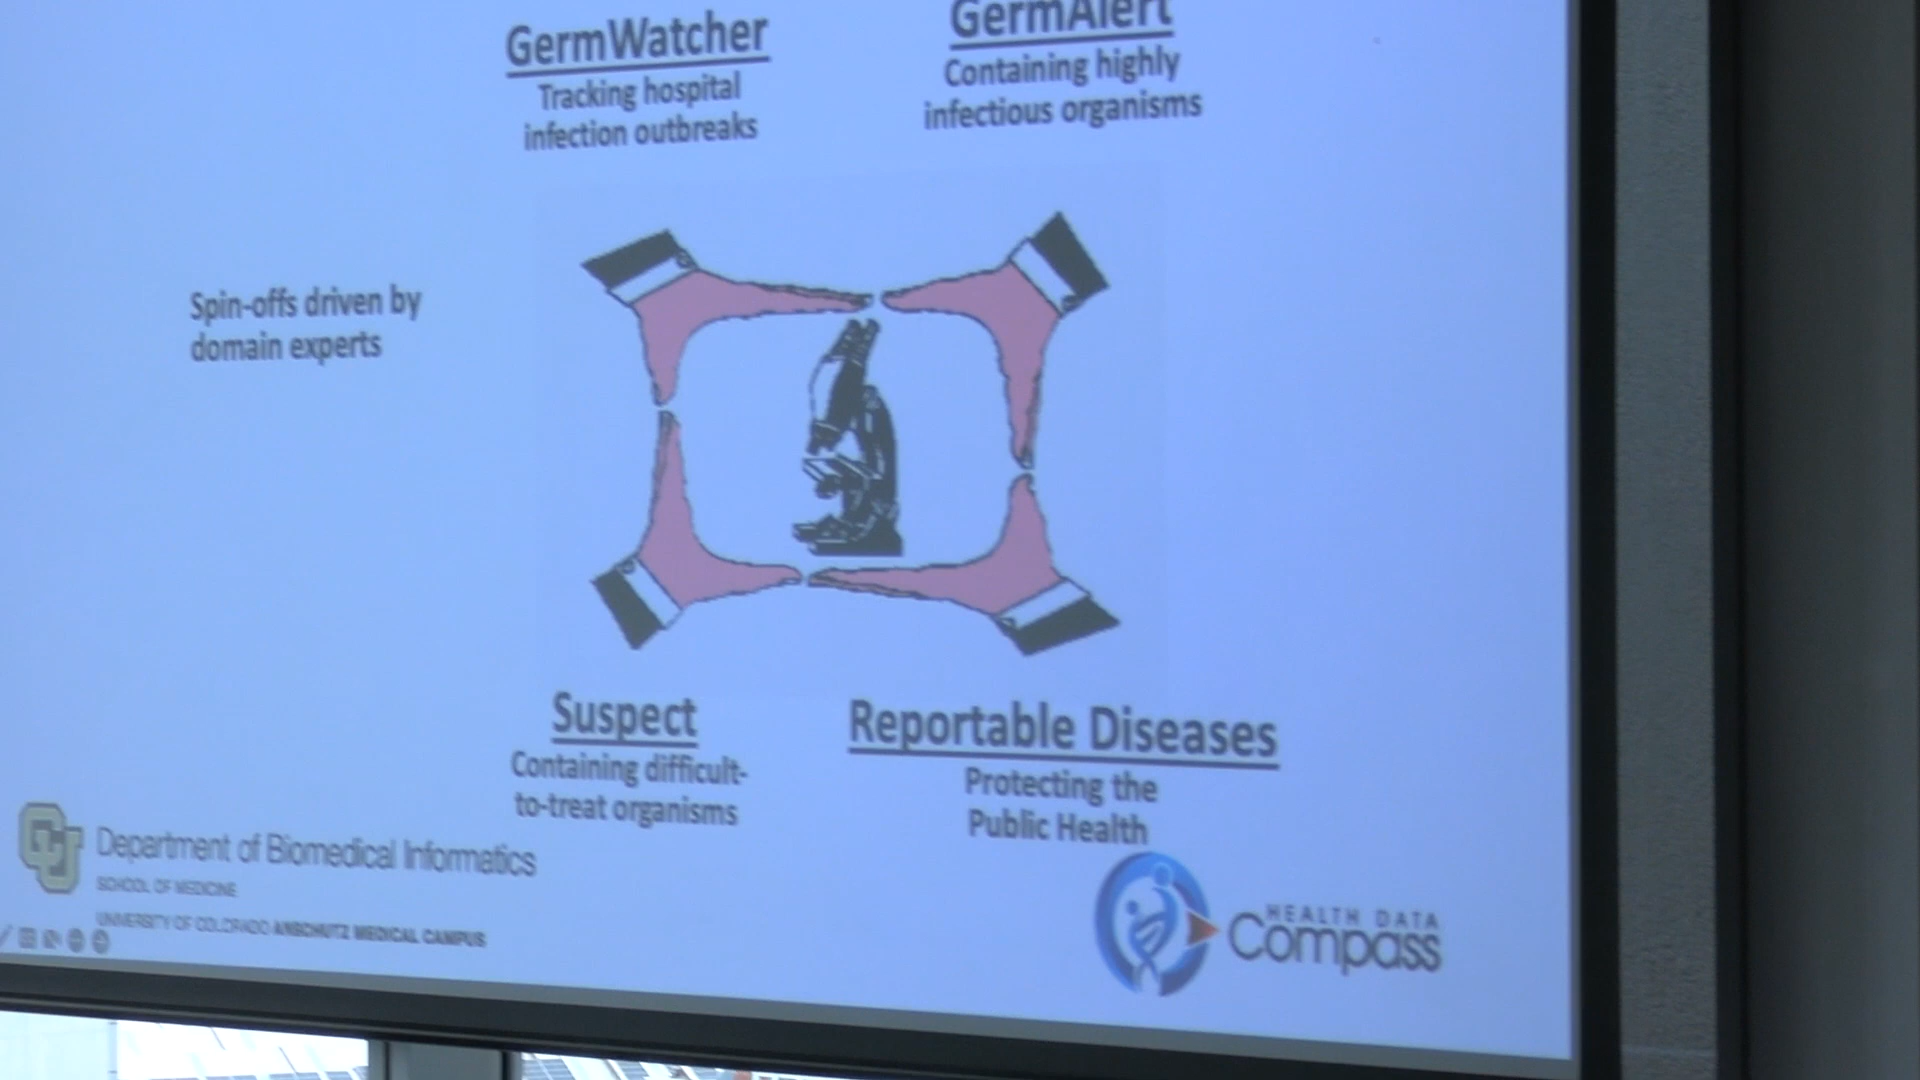 GermWatcher
Tracking hospital
infection outbreaks
GermAlert
Containing highly
infectious organisms
Spin-offs driven by
domain experts
Suspect
Containing difficult-
to-treat organisms
Reportable Diseases
Protecting the
Public Health
CU
Department of Biomedical Informatics
SCHOOL OF MEDICINE
UNIVERSITY OF COLORADO ANSCHUTZ MEDICAL CAMPUS
HEALTH DATA
Compass